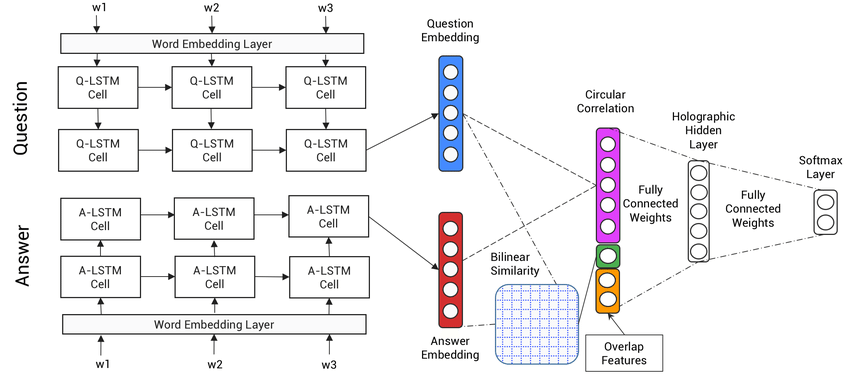 w1 w2 w3
Word Embedding Layer
Question
Q-LSTM
Cell
Q-LSTM
Cell
Q-LSTM
Cell
Q-LSTM
Cell
Q-LSTM
Cell
Q-LSTM
Cell
Answer
A-LSTM
Cell
A-LSTM
Cell
A-LSTM
Cell
A-LSTM
Cell
A-LSTM
Cell
A-LSTM
Cell
Word Embedding Layer
w1 w2 w3
Question
Embedding
Answer
Embedding
Bilinear
Similarity
Circular
Correlation
Overlap
Features
Fully
Connected
Weights
Holographic
Hidden
Layer
Fully
Connected
Weights
Softmax
Layer